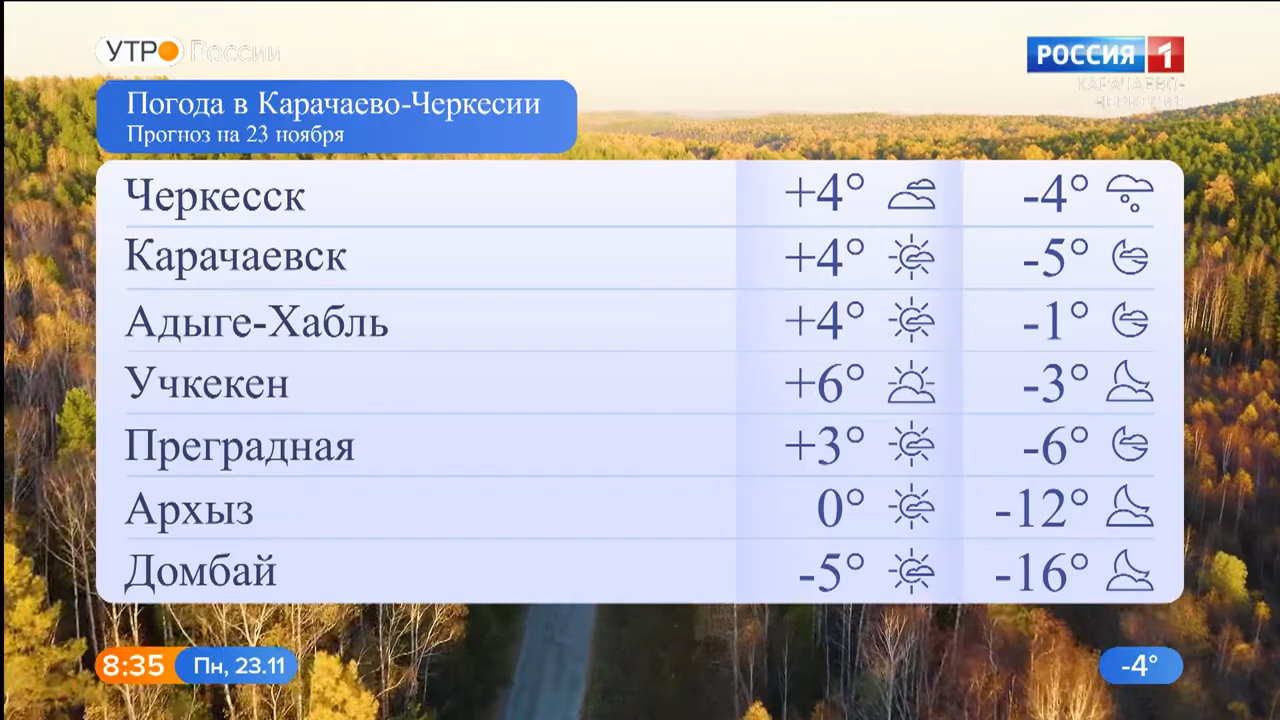 УТРО России
РОССИЯ 1
КАРАЧАЕВО-
ЧЕРКЕСИЯ
Погода в Карачаево-Черкесии
Прогноз на 23 ноября
Черкесск +4° -4°
Карачаевск +4° -5°
Адыге-Хабль +4° -1°
Учкекен +6° -3°
Преградная +3° -6°
Архыз 0° -12°
Домбай -5° -16°
8:35 Пн, 23.11 -4°